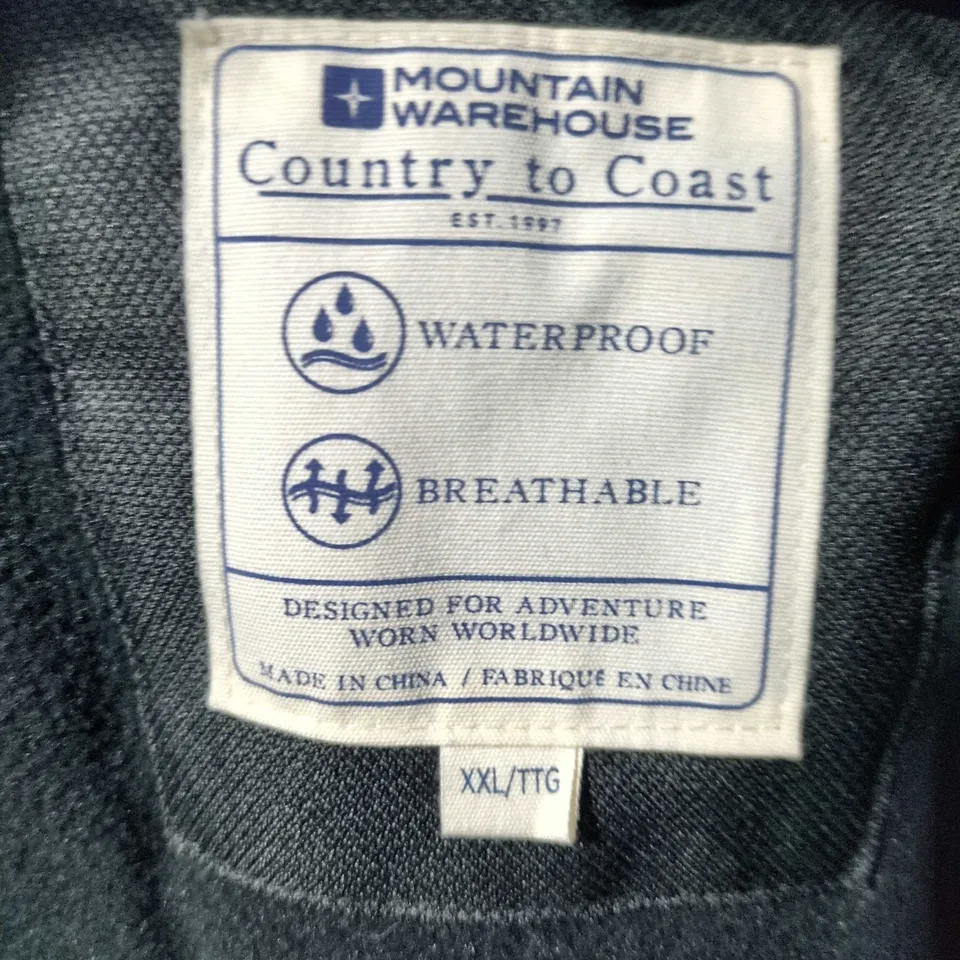 MOUNTAIN
WAREHOUSE
Country to Coast
EST. 1997
WATERPROOF
BREATHABLE
DESIGNED FOR ADVENTURE
WORN WORLDWIDE
MADE IN CHINA / FABRIQUé EN CHINE
XXL/TTG